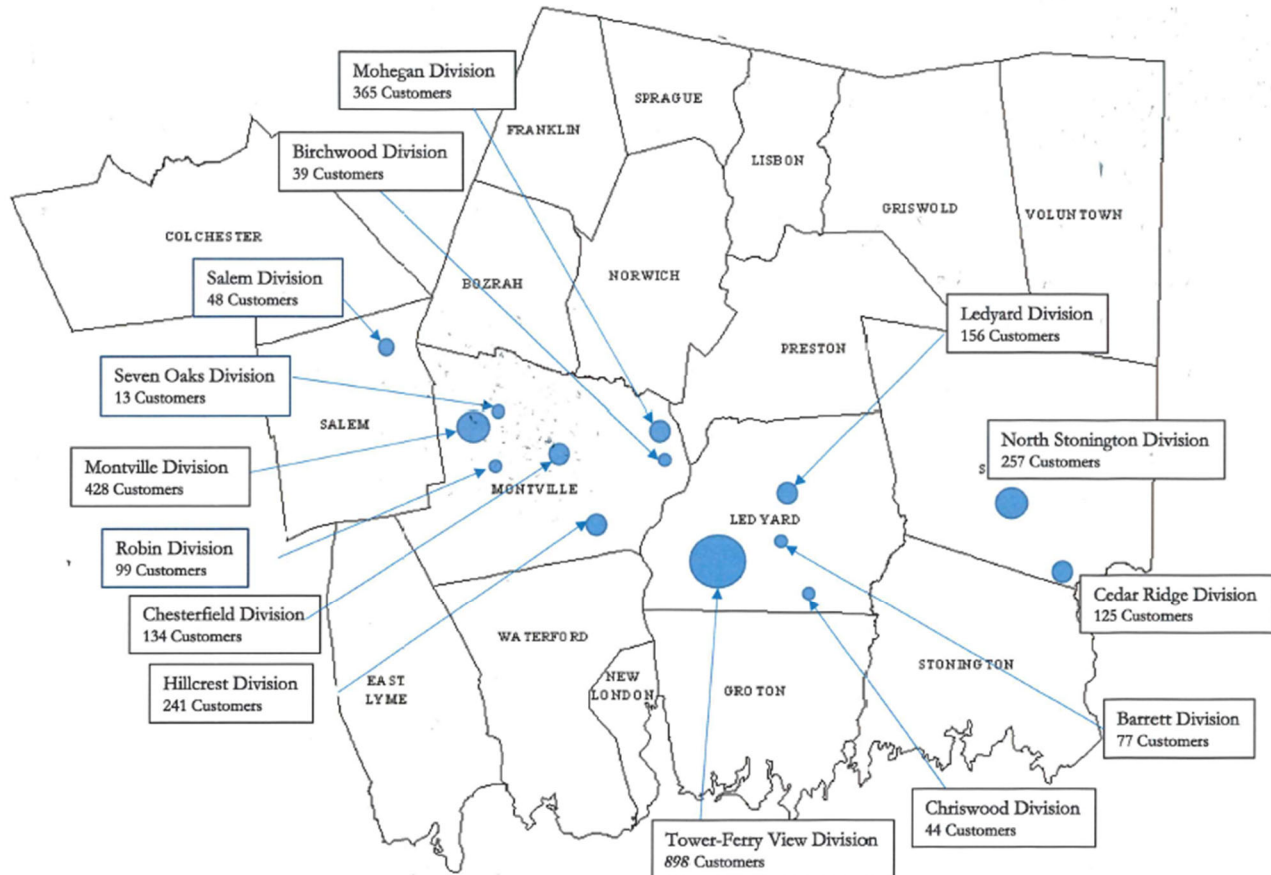 Mohegan Division
365 Customers
SPRAGUE
FRANKLIN
Birchwood Division
39 Customers
LISBON
GRISWOLD
VOLUNTOWN
COLCHESTER
Salem Division
48 Customers
BOZRAH
NORWICH
Ledyard Division
156 Customers
PRESTON
Seven Oaks Division
13 Customers
SALEM
North Stonington Division
257 Customers
S
Montville Division
428 Customers
MONTVILLE
LEDYARD
Robin Division
99 Customers
Cedar Ridge Division
125 Customers
Chesterfield Division
134 Customers
WATERFORD
STONINGTON
Hillcrest Division
241 Customers
EAST
LYME
NEW
LONDON
GROTON
Barrett Division
77 Customers
Chriswood Division
44 Customers
Tower-Ferry View Division
898 Customers